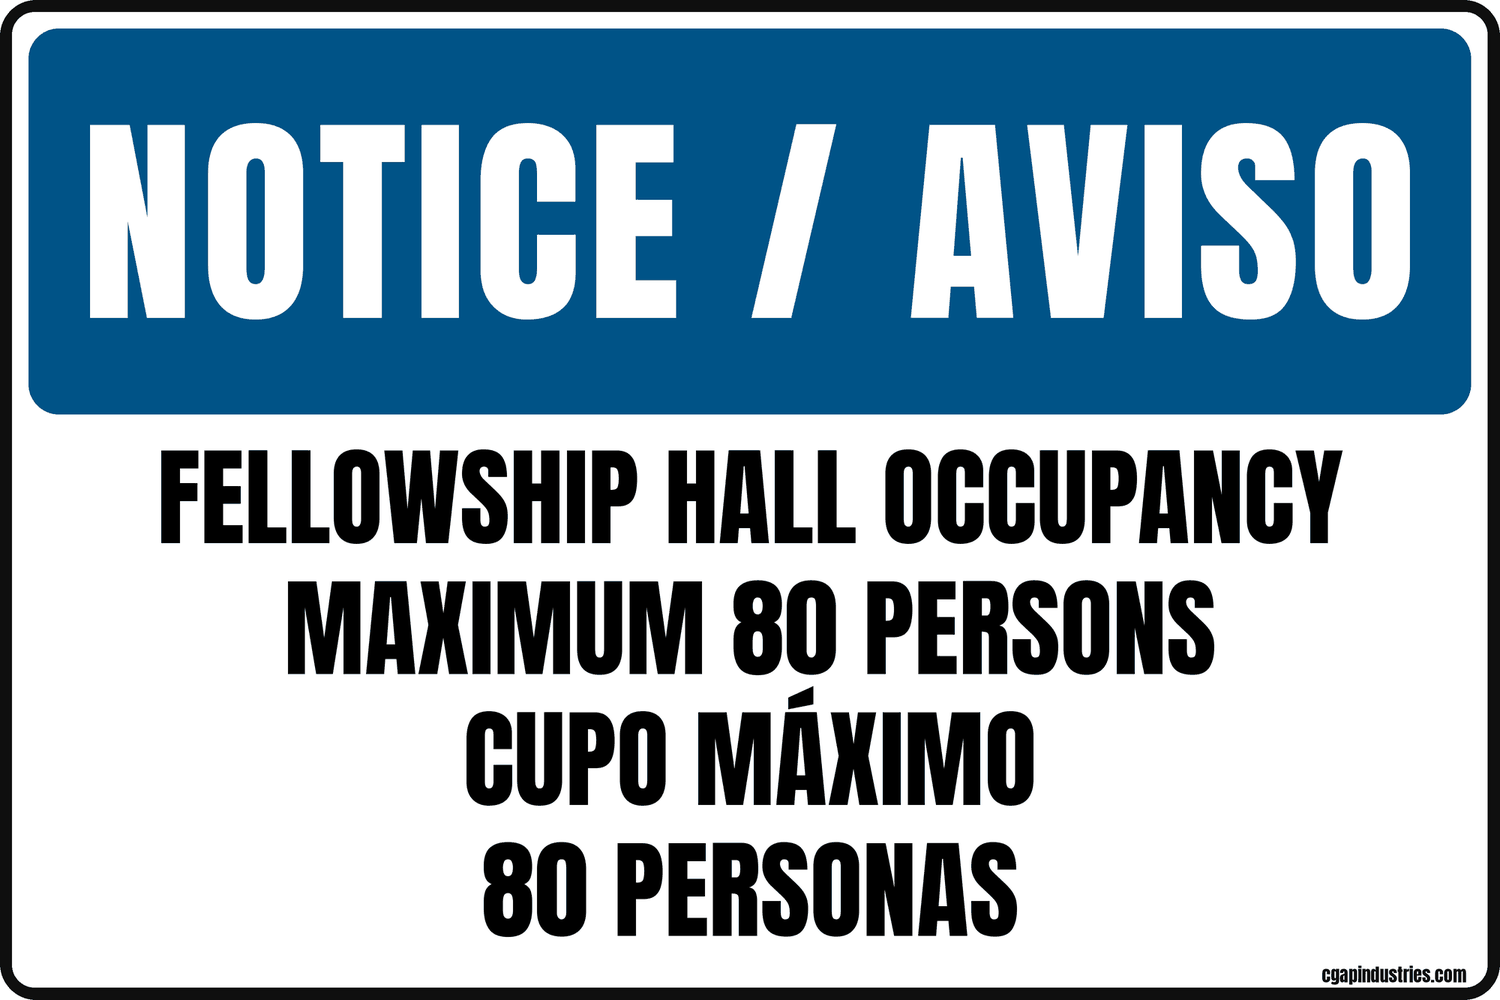 NOTICE / AVISO
FELLOWSHIP HALL OCCUPANCY
MAXIMUM 80 PERSONS
CUPO MÁXIMO
80 PERSONAS
cgapindustries.com